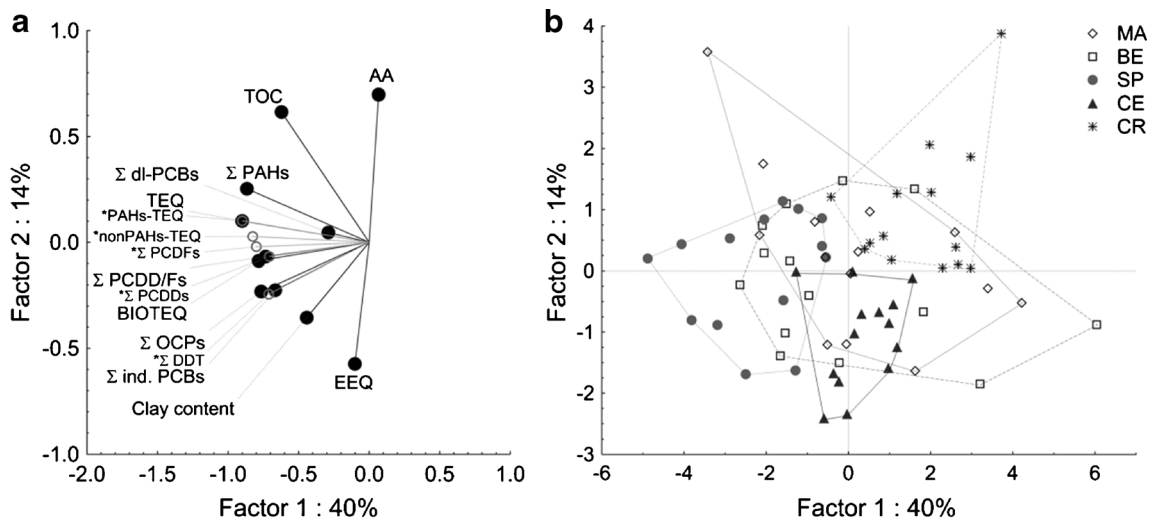 a
1.0
0.5
0.0
-0.5
-1.0
Factor 2 : 14%
AA
TOC
Σ dl-PCBs
Σ PAHs
TEQ
*PAHs-TEQ
*nonPAHs-TEQ
*Σ PCDFs
Σ PCDD/Fs
*Σ PCDDs
BIOTEQ
Σ OCPs
*Σ DDT
Σ ind. PCBs
EEQ
Clay content
-2.0 -1.5 -1.0 -0.5 0.0 0.5 1.0
Factor 1 : 40%
b
4
3
2
1
0
-1
-2
-3
Factor 2 : 14%
MA
BE
SP
CE
CR
-6 -4 -2 0 2 4 6
Factor 1 : 40%